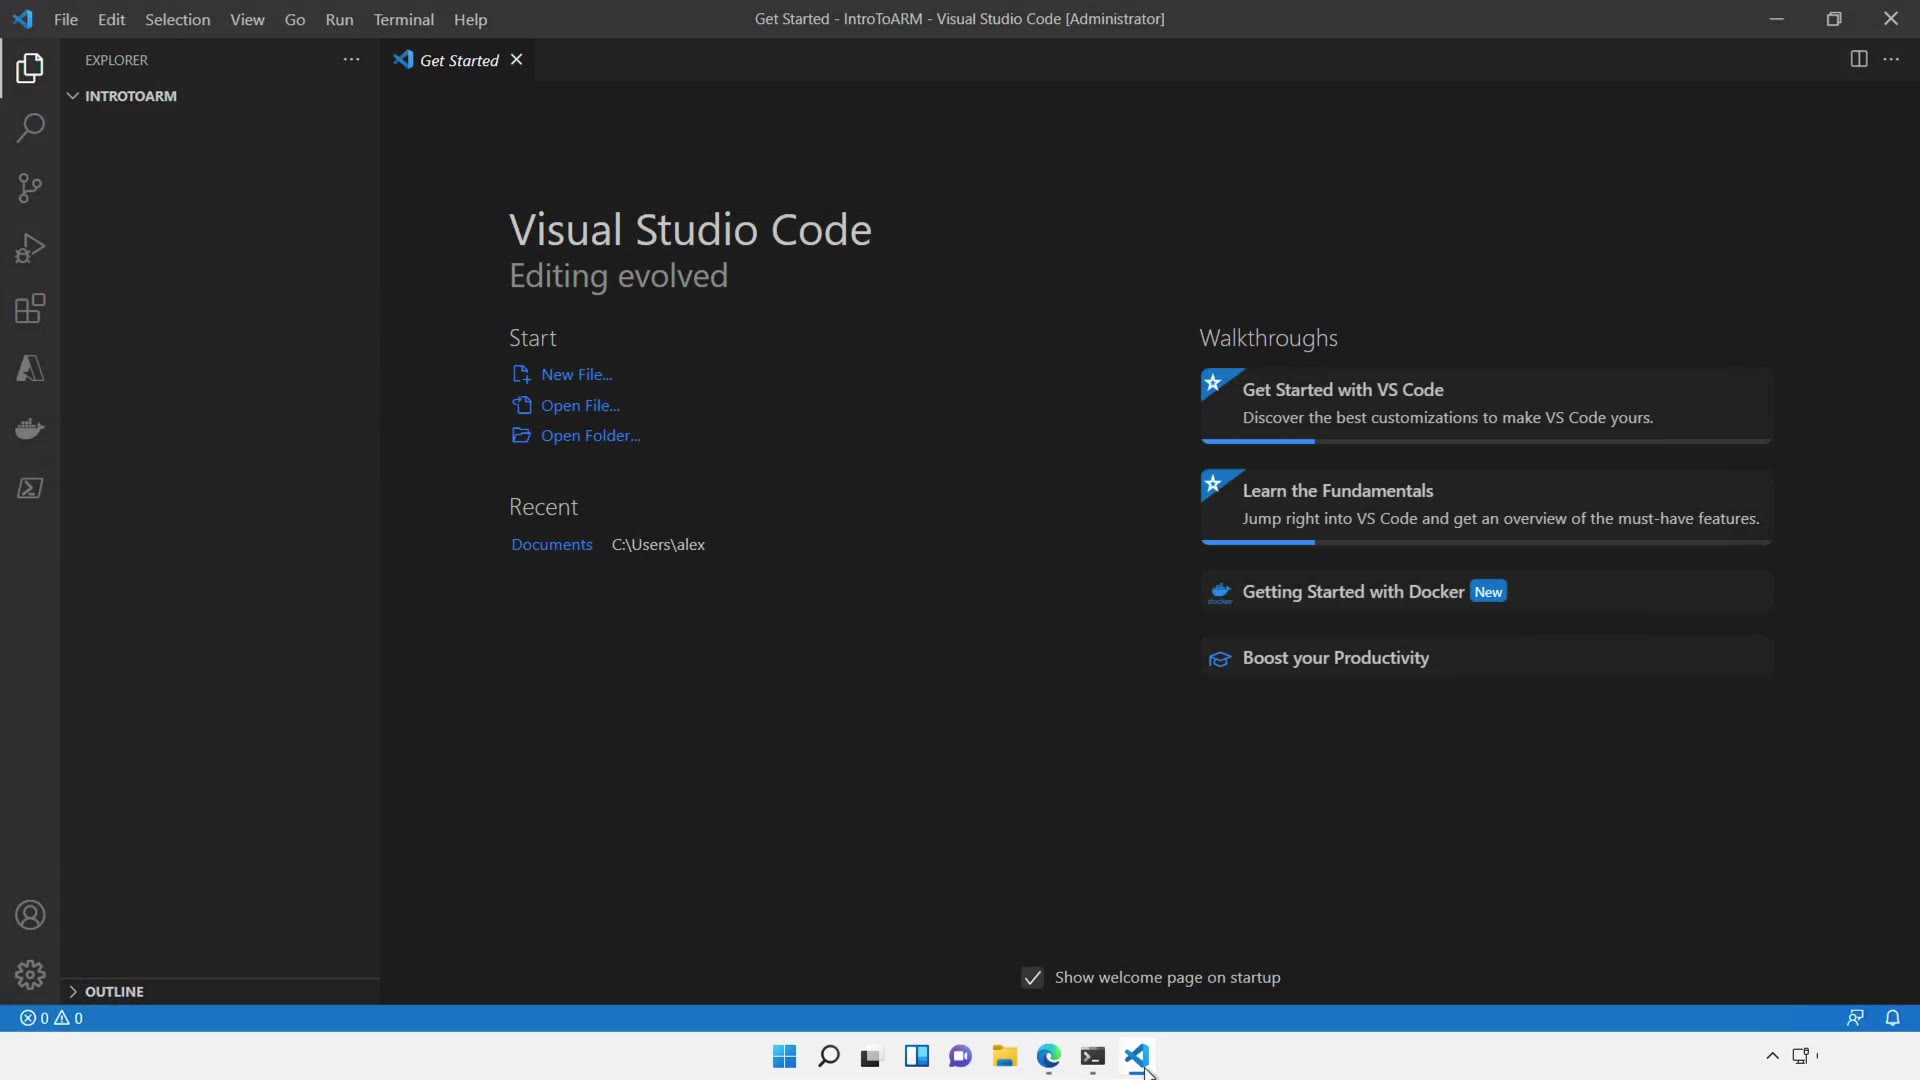 File Edit Selection View Go Run Terminal Help
Get Started - IntroToARM - Visual Studio Code [Administrator]
EXPLORER
Get Started
INTROTOARM
Visual Studio Code
Editing evolved
Start
New File...
Open File...
Open Folder...
Recent
Documents C:\Users\alex
Walkthroughs
Get Started with VS Code
Discover the best customizations to make VS Code yours.
Learn the Fundamentals
Jump right into VS Code and get an overview of the must-have features.
docker
Getting Started with Docker New
Boost your Productivity
Show welcome page on startup
OUTLINE
0 0